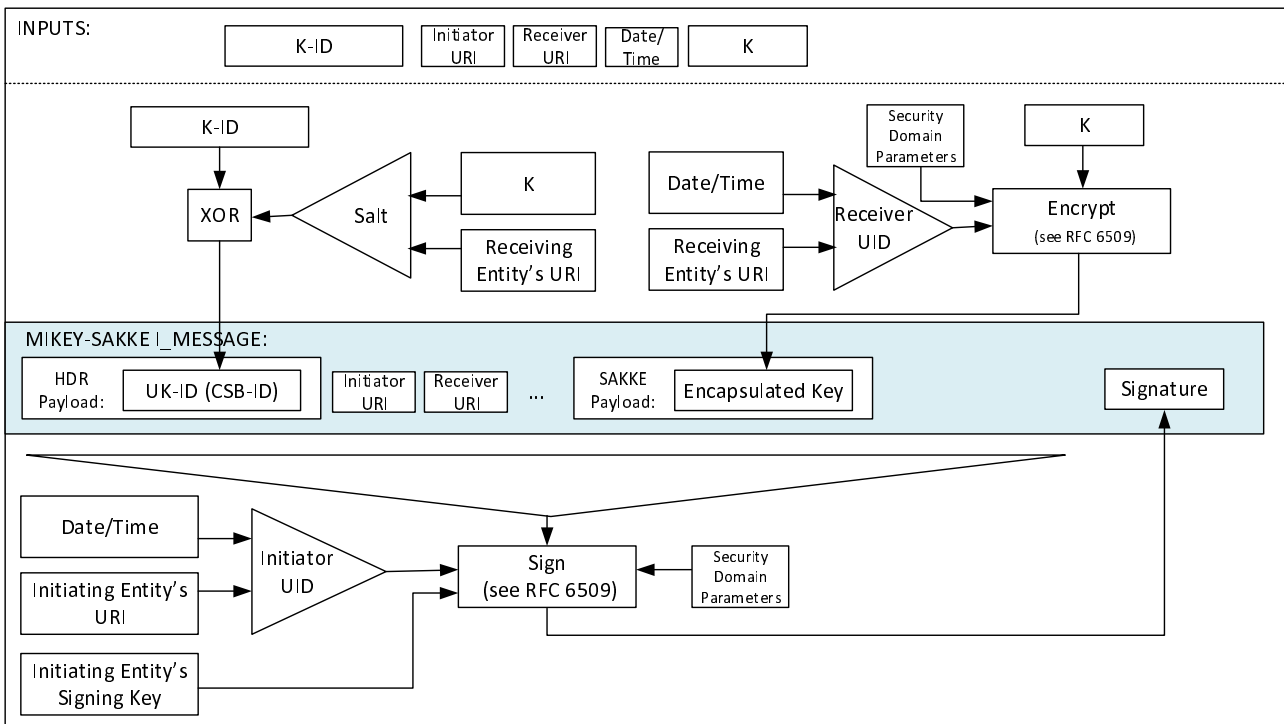 INPUTS:
K-ID
Initiator
URI
Receiver
URI
Date/
Time
K
K-ID
XOR
Salt
K
Receiving
Entity's URI
Date/Time
Receiving
Entity's URI
Receiver
UID
Security
Domain
Parameters
K
Encrypt
(see RFC 6509)
MIKEY-SAKKE I_MESSAGE:
HDR
Payload:
UK-ID (CSB-ID)
Initiator
URI
Receiver
URI
...
SAKKE
Payload:
Encapsulated Key
Signature
Date/Time
Initiating Entity's
URI
Initiator
UID
Initiating Entity's
Signing Key
Sign
(see RFC 6509)
Security
Domain
Parameters